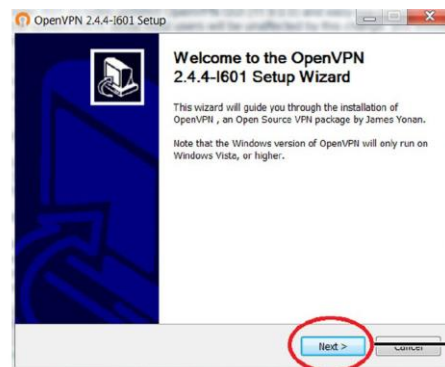 OpenVPN 2.4.4-I601 Setup
Welcome to the OpenVPN
2.4.4-I601 Setup Wizard
This wizard will guide you through the installation of
OpenVPN , an Open Source VPN package by James Yonan.
Note that the Windows version of OpenVPN will only run on
Windows Vista, or higher.
Next >
Cancel